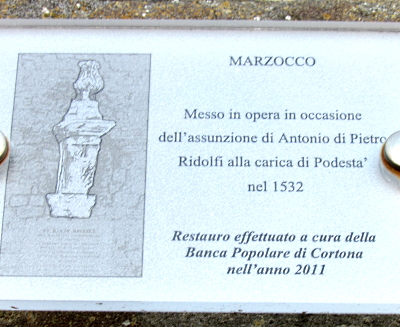 MARZOCCO
Messo in opera in occasione
dell'assunzione di Antonio di Pietro
Ridolfi alla carica di Podesta'
nel 1532
Restauro effettuato a cura della
Banca Popolare di Cortona
nell'anno 2011